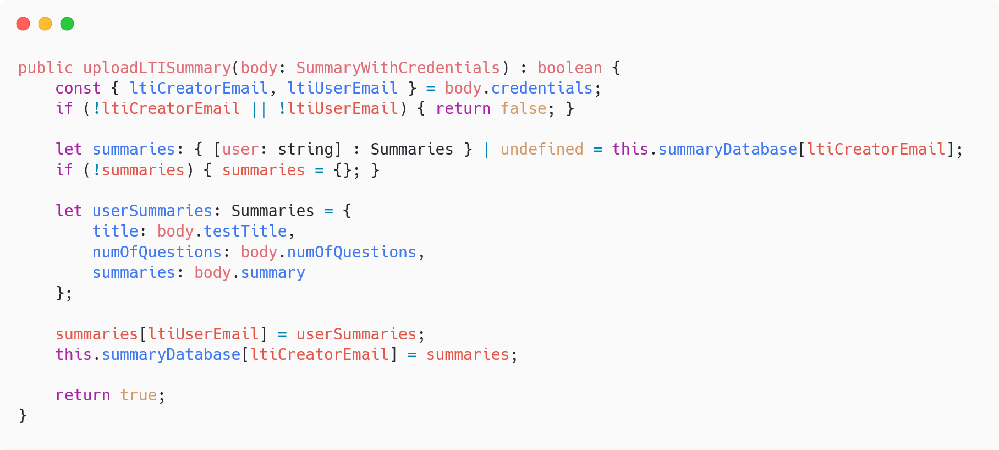 public uploadLTISummary(body: SummaryWithCredentials) : boolean {
    const { ltiCreatorEmail, ltiUserEmail } = body.credentials;
    if (!ltiCreatorEmail || !ltiUserEmail) { return false; }

    let summaries: { [user: string] : Summaries } | undefined = this.summaryDatabase[ltiCreatorEmail];
    if (!summaries) { summaries = {}; }

    let userSummaries: Summaries = {
        title: body.testTitle,
        numOfQuestions: body.numOfQuestions,
        summaries: body.summary
    };

    summaries[ltiUserEmail] = userSummaries;
    this.summaryDatabase[ltiCreatorEmail] = summaries;

    return true;
}